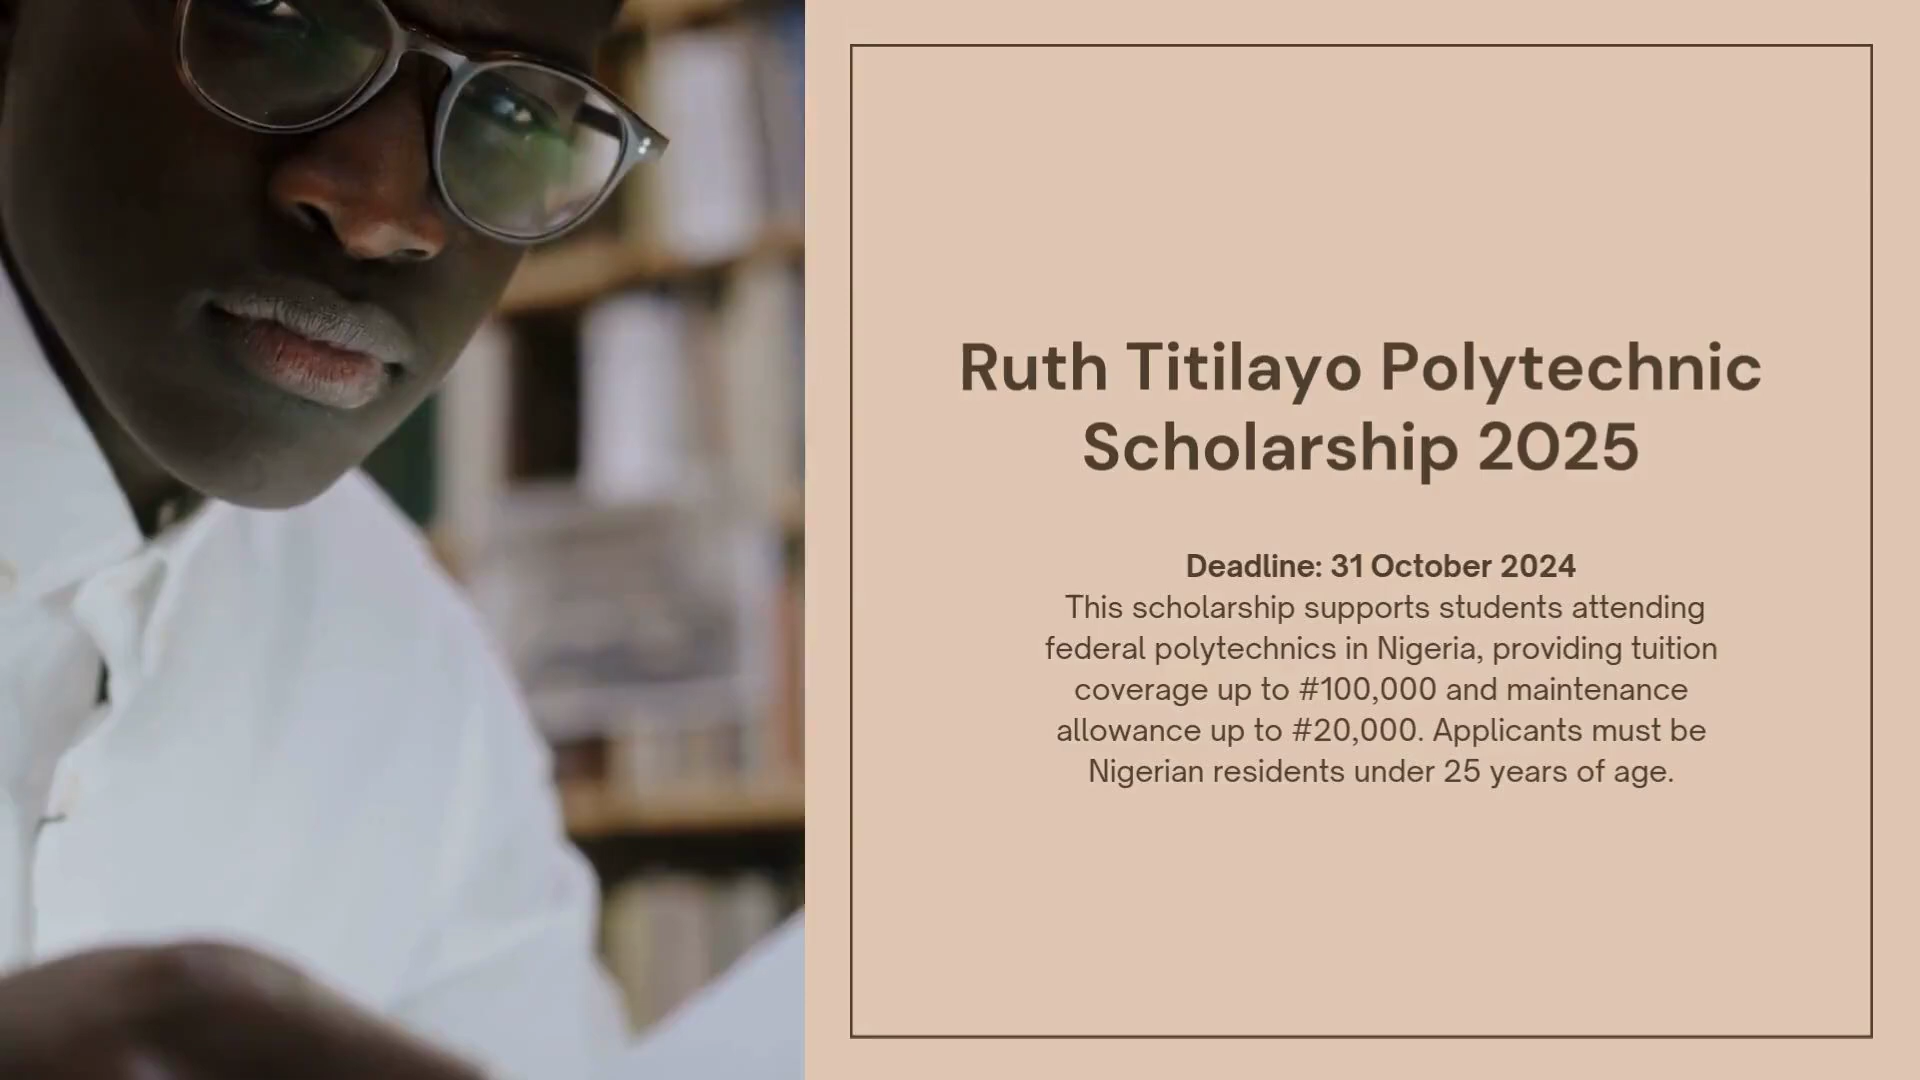 Ruth Titilayo Polytechnic
Scholarship 2025
Deadline: 31 October 2024
This scholarship supports students attending
federal polytechnics in Nigeria, providing tuition
coverage up to #100,000 and maintenance
allowance up to #20,000. Applicants must be
Nigerian residents under 25 years of age.